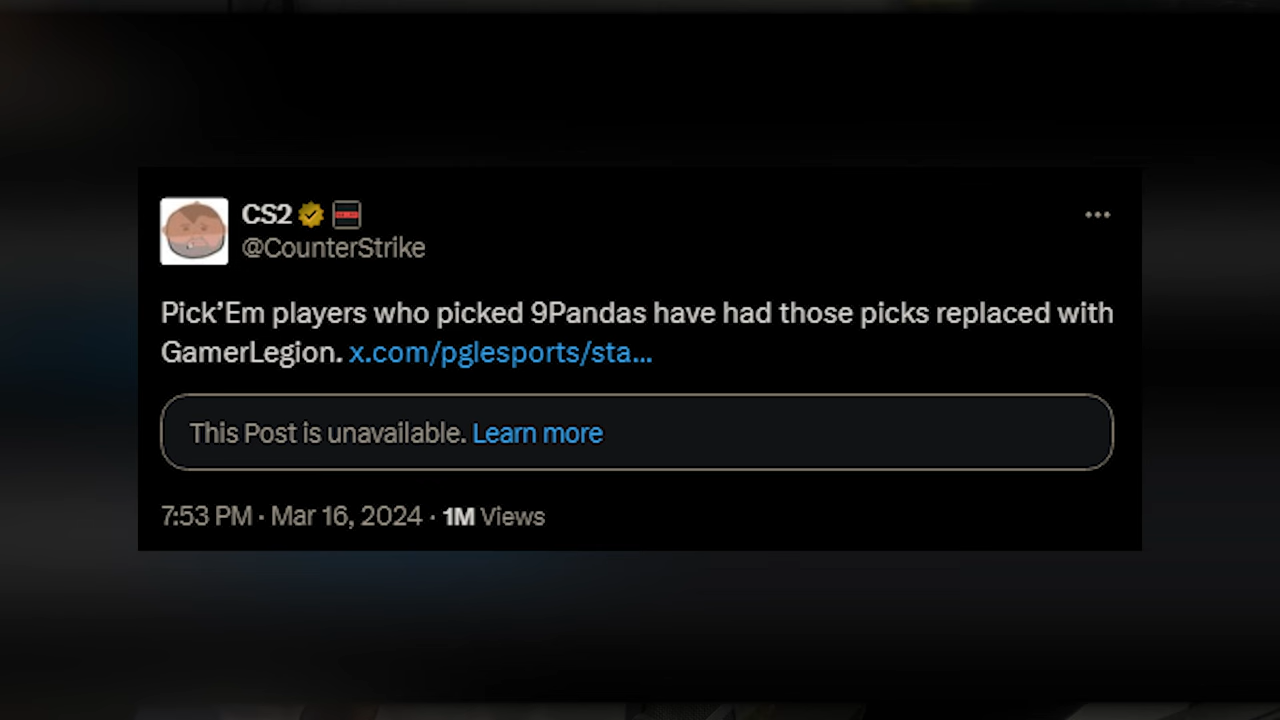 CS2
@CounterStrike
Pick’Em players who picked 9Pandas have had those picks replaced with
GamerLegion. x.com/pglesports/sta...
This Post is unavailable. Learn more
7:53 PM · Mar 16, 2024 · 1M Views